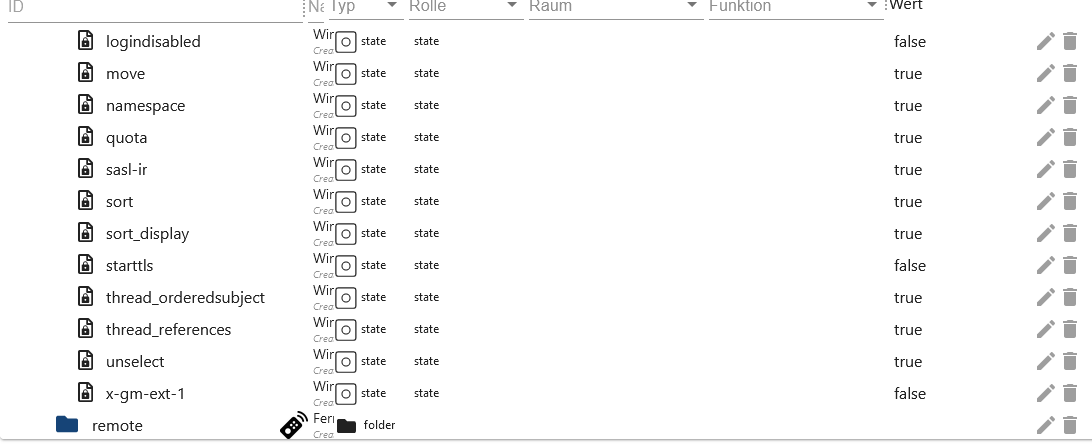 ID Na Typ Rolle Raum Funktion Wert
logindisabled Wir state state false
Crea
move Wir state state true
Crea
namespace Wir state state true
Crea
quota Wir state state true
Crea
sasl-ir Wir state state true
Crea
sort Wir state state true
Crea
sort_display Wir state state true
Crea
starttls Wir state state false
Crea
thread_orderedsubject Wir state state true
Crea
thread_references Wir state state true
Crea
unselect Wir state state true
Crea
x-gm-ext-1 Wir state state false
Crea
remote Fer folder
Crea